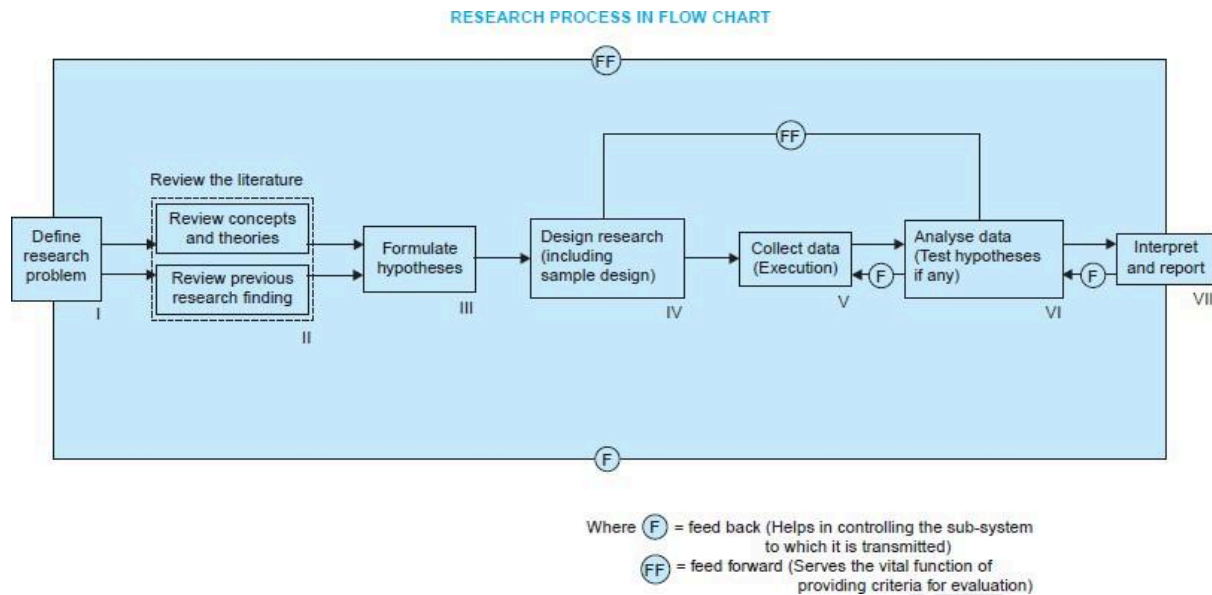 RESEARCH PROCESS IN FLOW CHART
FF
FF
Review the literature
Define
research
problem
I
Review concepts
and theories
Review previous
research finding
II
Formulate
hypotheses
III
Design research
(including
sample design)
IV
Collect data
(Execution)
V
F
Analyse data
(Test hypotheses
if any)
VI
F
Interpret
and report
VII
F
Where F = feed back (Helps in controlling the sub-system
to which it is transmitted)
FF = feed forward (Serves the vital function of
providing criteria for evaluation)